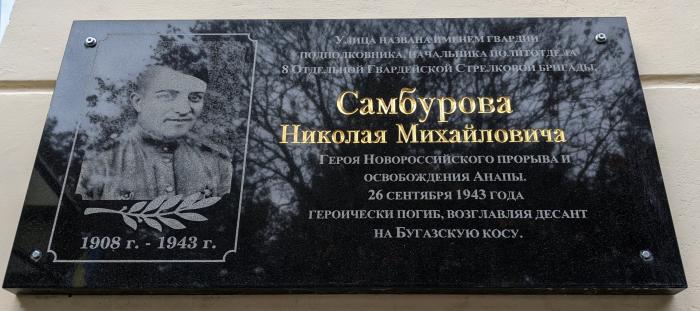 Улица названа именем гвардии
подполковника, начальника политотдела
8 Отдельной Гвардейской Стрелковой бригады,
Самбурова
Николая Михайловича
Героя Новороссийского прорыва и
освобождения Анапы.
26 сентября 1943 года
героически погиб, возглавляя десант
на Бугазскую косу.
1908 г. - 1943 г.